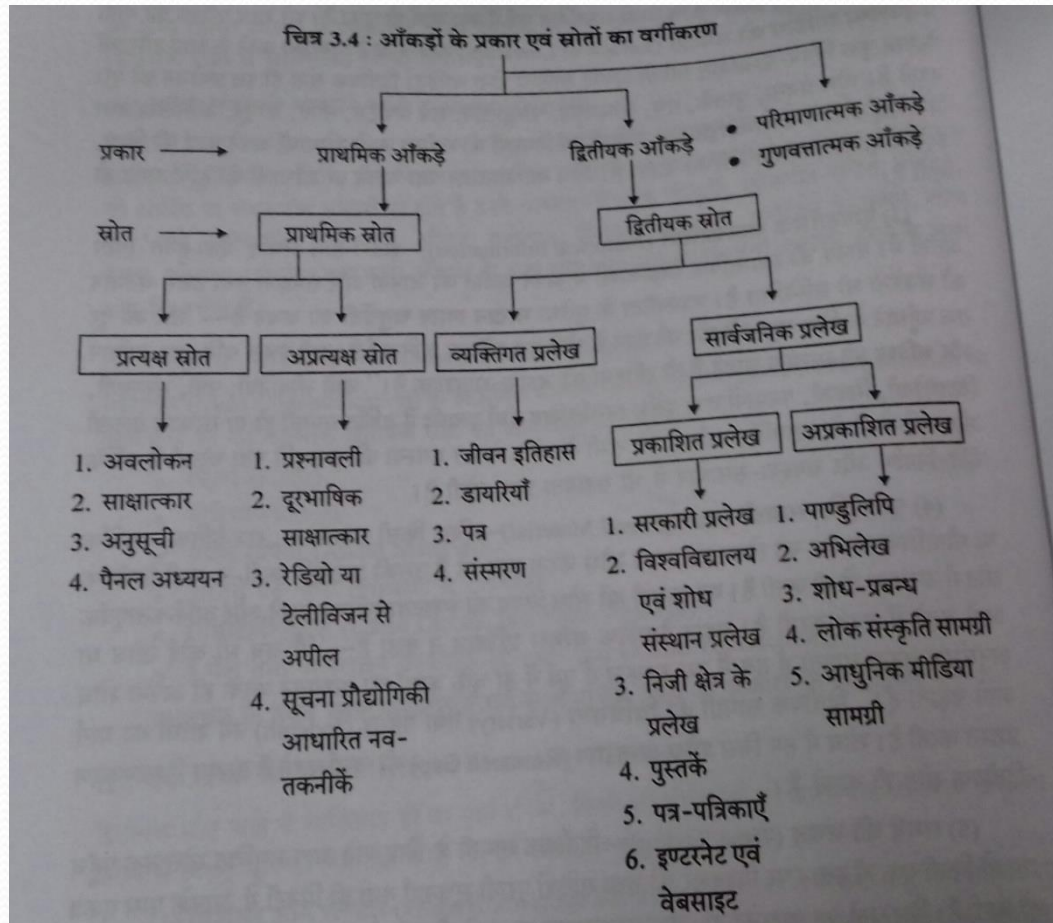 चित्र 3.4 : आँकड़ों के प्रकार एवं स्रोतों का वर्गीकरण
प्रकार
प्राथमिक आँकड़े
द्वितीयक आँकड़े
• परिमाणात्मक आँकड़े
• गुणवत्तात्मक आँकड़े
स्रोत
प्राथमिक स्रोत
द्वितीयक स्रोत
प्रत्यक्ष स्रोत
अप्रत्यक्ष स्रोत
व्यक्तिगत प्रलेख
सार्वजनिक प्रलेख
प्रकाशित प्रलेख
अप्रकाशित प्रलेख
1. अवलोकन
2. साक्षात्कार
3. अनुसूची
4. पैनल अध्ययन
1. प्रश्नावली
2. दूरभाषिक
साक्षात्कार
3. रेडियो या
टेलीविजन से
अपील
4. सूचना प्रौद्योगिकी
आधारित नव-
तकनीकें
1. जीवन इतिहास
2. डायरियाँ
3. पत्र
4. संस्मरण
1. सरकारी प्रलेख
2. विश्वविद्यालय
एवं शोध
संस्थान प्रलेख
3. निजी क्षेत्र के
प्रलेख
4. पुस्तकें
5. पत्र-पत्रिकाएँ
6. इण्टरनेट एवं
वेबसाइट
1. पाण्डुलिपि
2. अभिलेख
3. शोध-प्रबन्ध
4. लोक संस्कृति सामग्री
5. आधुनिक मीडिया
सामग्री